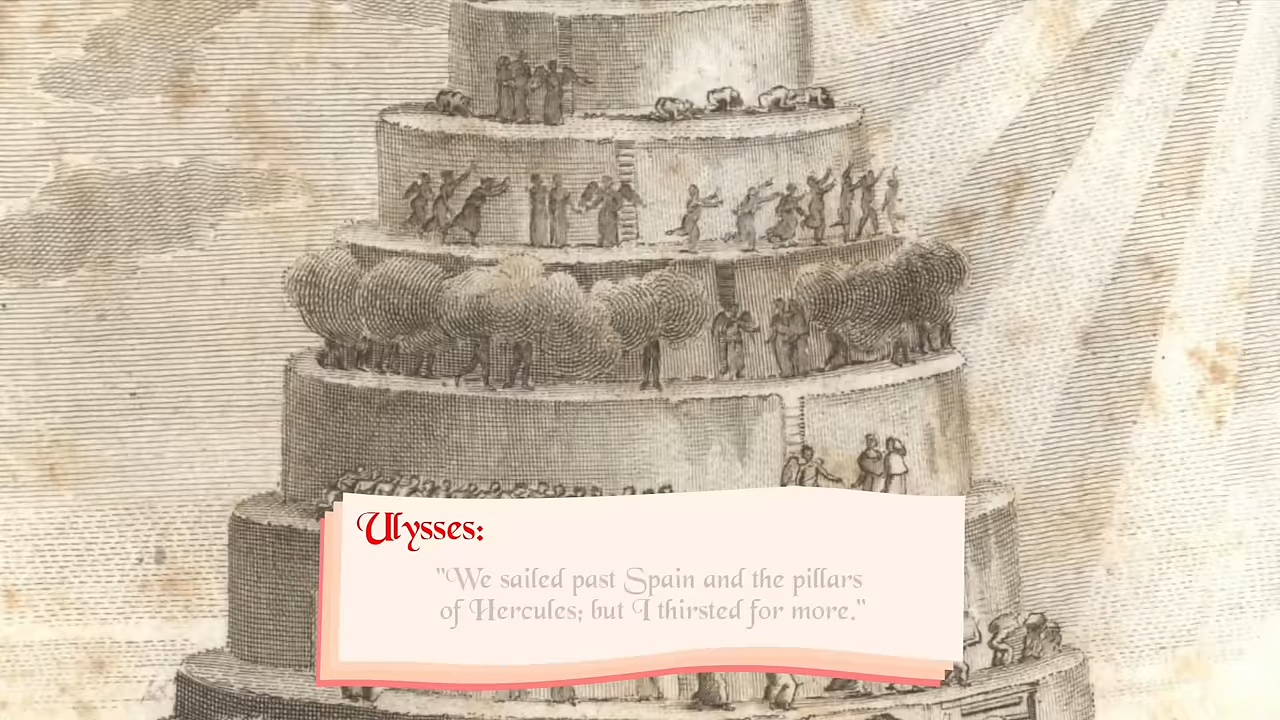 Ulysses:
"We sailed past Spain and the pillars
of Hercules; but I thirsted for more."